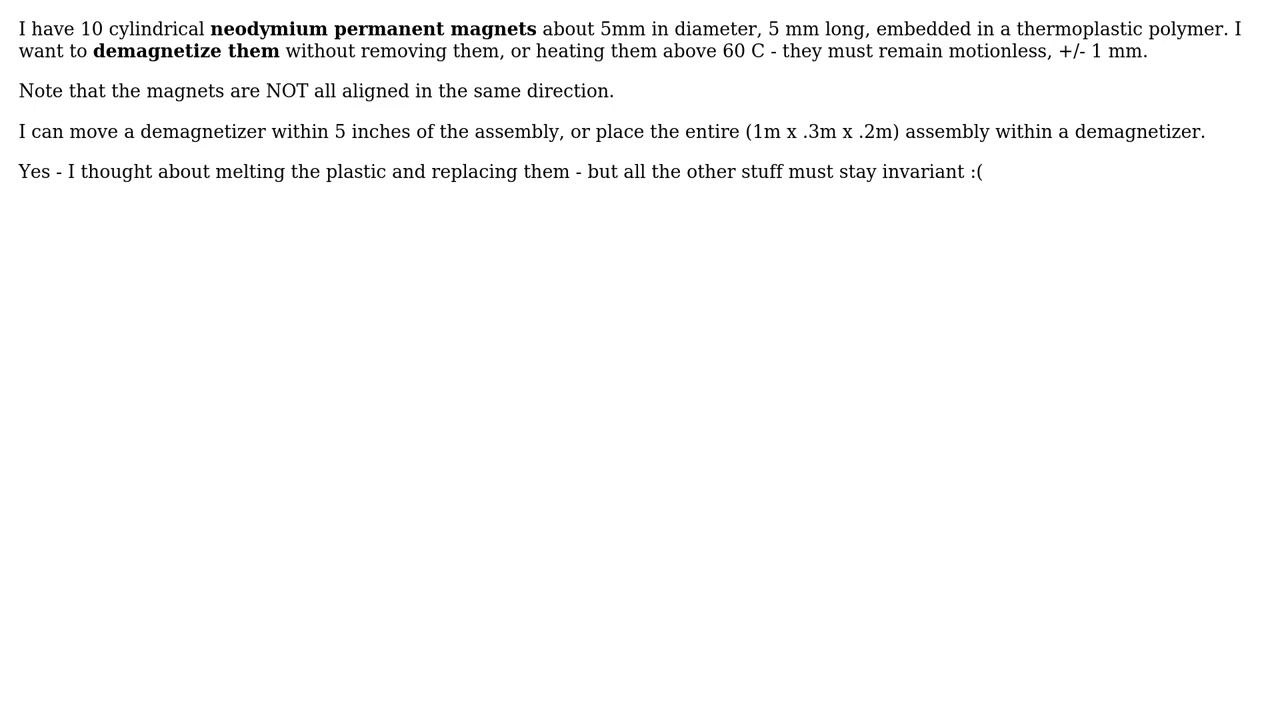 I have 10 cylindrical neodymium permanent magnets about 5mm in diameter, 5 mm long, embedded in a thermoplastic polymer. I
want to demagnetize them without removing them, or heating them above 60 C - they must remain motionless, +/- 1 mm.
Note that the magnets are NOT all aligned in the same direction.
I can move a demagnetizer within 5 inches of the assembly, or place the entire (1m x .3m x .2m) assembly within a demagnetizer.
Yes - I thought about melting the plastic and replacing them - but all the other stuff must stay invariant :(